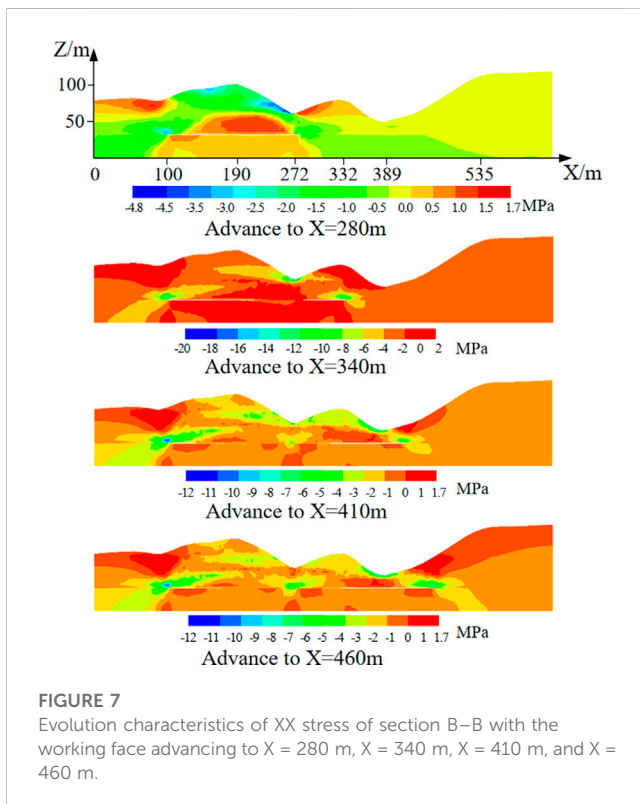 Z/m
100
50
0 100 190 272 332 389 535 X/m
-4.8 -4.5 -3.5 -3.0 -2.5 -2.0 -1.5 -1.0 -0.5 0.0 0.5 1.0 1.5 1.7 MPa
Advance to X=280m
-20 -18 -16 -14 -12 -10 -8 -6 -4 -2 0 2 MPa
Advance to X=340m
-12 -11 -10 -9 -8 -7 -6 -5 -4 -3 -2 -1 0 1 1.7 MPa
Advance to X=410m
-12 -11 -10 -9 -8 -7 -6 -5 -4 -3 -2 -1 0 1 1.7 MPa
Advance to X=460m
FIGURE 7
Evolution characteristics of XX stress of section B–B with the
working face advancing to X = 280 m, X = 340 m, X = 410 m, and X =
460 m.